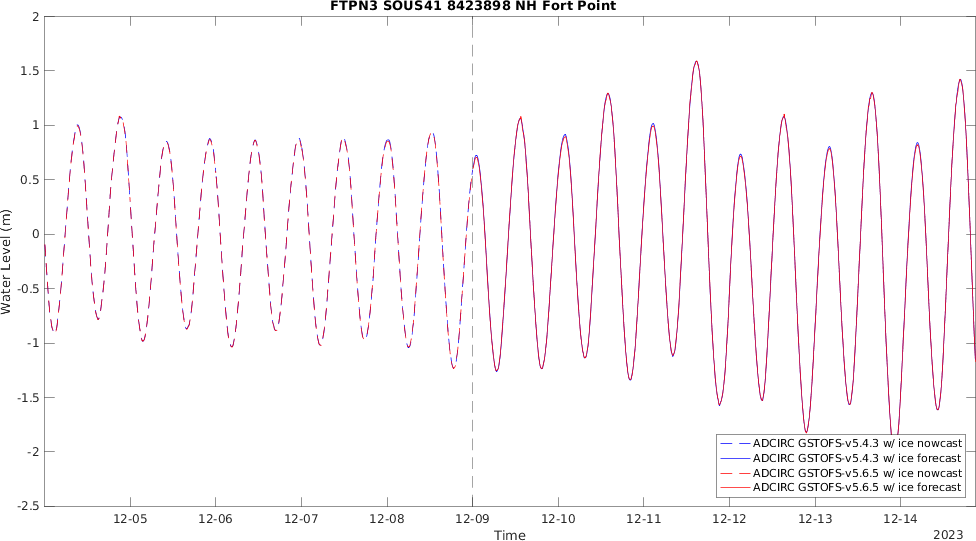 FTPN3 SOUS41 8423898 NH Fort Point
2
1.5
1
0.5
0
-0.5
-1
-1.5
-2
-2.5
Water Level (m)
ADCIRC GSTOFS-v5.4.3 w/ ice nowcast
ADCIRC GSTOFS-v5.4.3 w/ ice forecast
ADCIRC GSTOFS-v5.6.5 w/ ice nowcast
ADCIRC GSTOFS-v5.6.5 w/ ice forecast
12-05 12-06 12-07 12-08 12-09 12-10 12-11 12-12 12-13 12-14
Time
2023